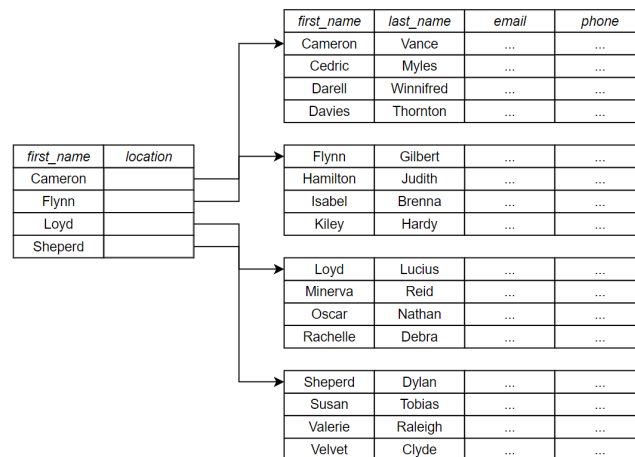 first_name last_name email phone
Cameron Vance ... ...
Cedric Myles ... ...
Darell Winnifred ... ...
Davies Thornton ... ...
first_name location
Cameron
Flynn
Loyd
Sheperd
Flynn Gilbert ... ...
Hamilton Judith ... ...
Isabel Brenna ... ...
Kiley Hardy ... ...
Loyd Lucius ... ...
Minerva Reid ... ...
Oscar Nathan ... ...
Rachelle Debra ... ...
Sheperd Dylan ... ...
Susan Tobias ... ...
Valerie Raleigh ... ...
Velvet Clyde ... ...